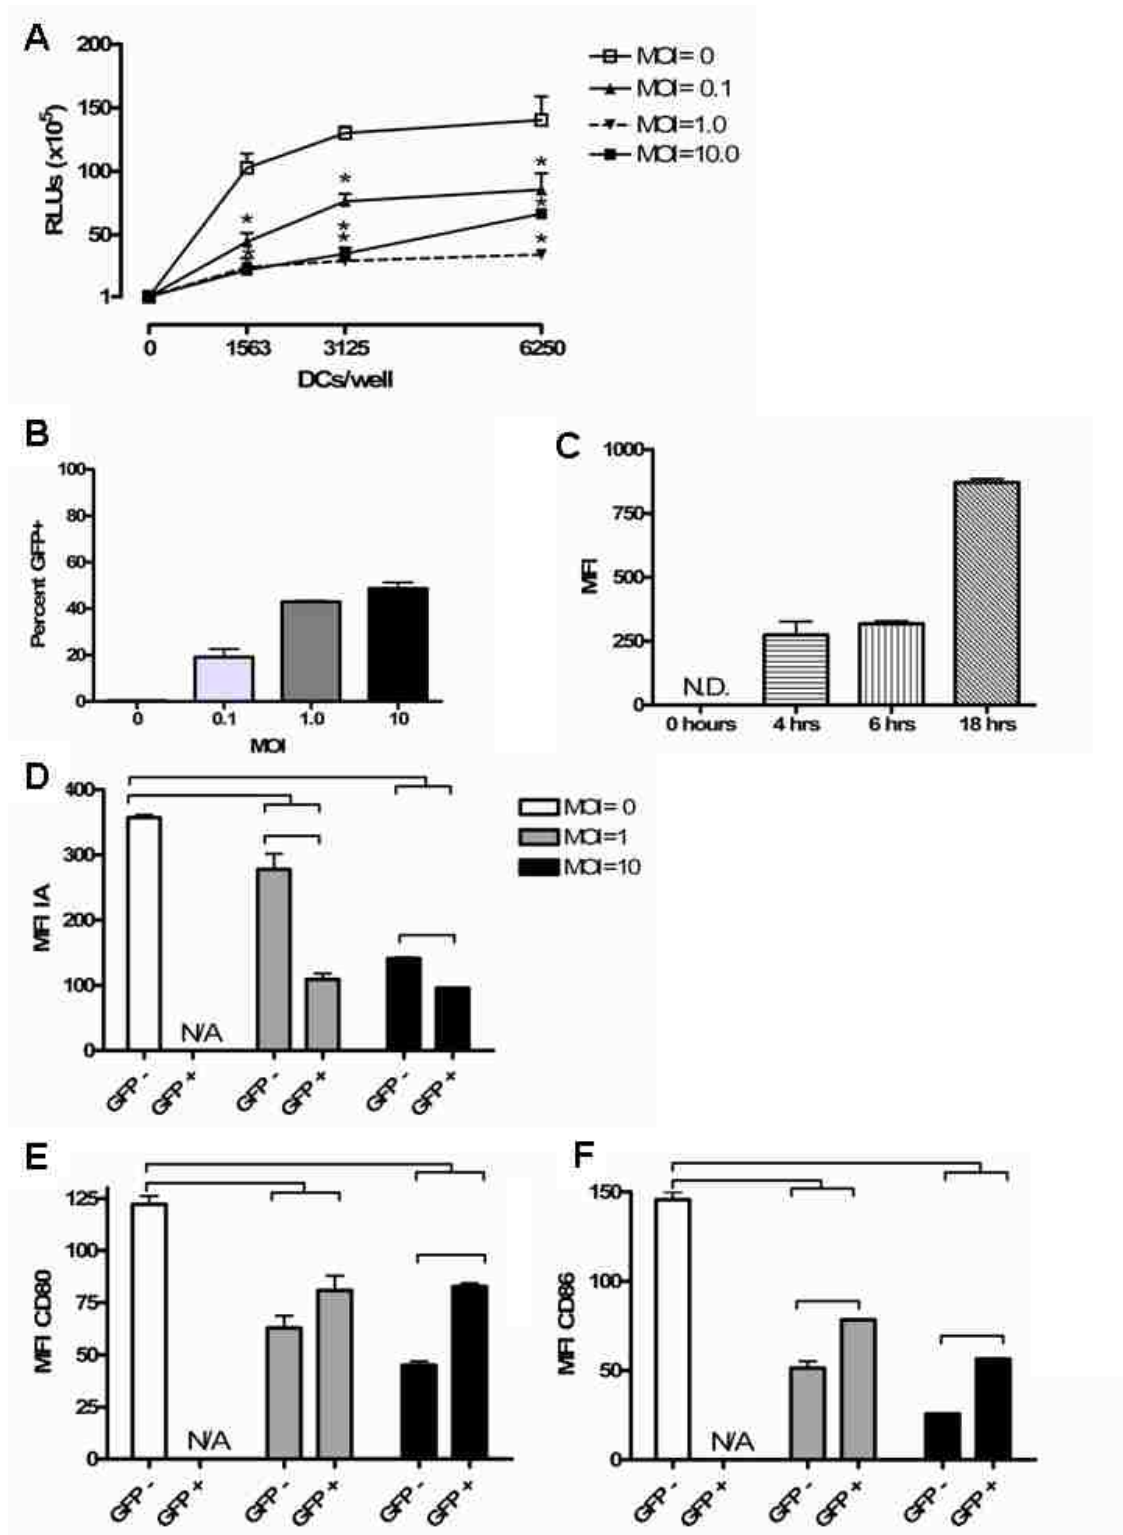 A
200
150
100
50
1
RLUs (x10⁵)
* * *
* * *
* * *
0 1563 3125 6250
DCs/well
MOI= 0
MOI= 0.1
MOI=1.0
MOI=10.0
B
100
80
60
40
20
0
Percent GFP+
0 0.1 1.0 10
MOI
C
1000
750
500
250
0
MFI
N.D.
0 hours 4 hrs 6 hrs 18 hrs
D
400
300
200
100
0
MFI IA
N/A
GFP - GFP + GFP - GFP + GFP - GFP +
MOI= 0
MOI=1
MOI=10
E
125
100
75
50
25
0
MFI CD80
N/A
GFP - GFP + GFP - GFP + GFP - GFP +
F
150
100
50
0
MFI CD86
N/A
GFP - GFP + GFP - GFP + GFP - GFP +